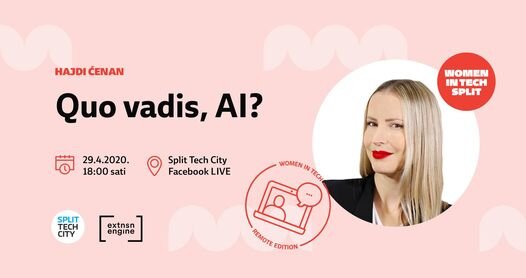 HAJDI ĆENAN
Quo vadis, AI?
29.4.2020.
18:00 sati
Split Tech City
Facebook LIVE
WOMEN
IN TECH
SPLIT
WOMEN IN TECH
REMOTE EDITION
SPLIT
TECH
CITY
extnsn
engine